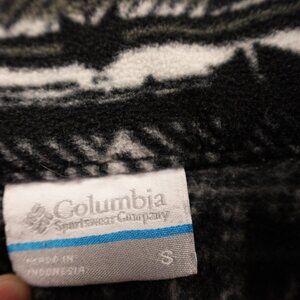 Columbia
Sportswear Company
MADE IN
INDONESIA
S